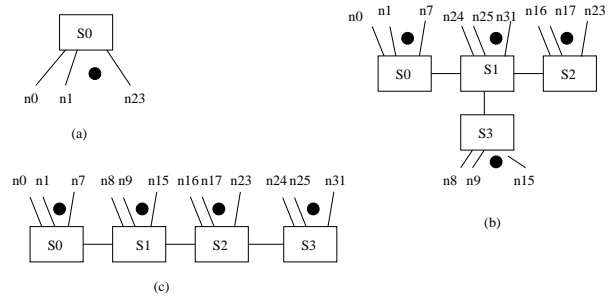 S0
n0 n1 n23
(a)
n0 n1 n7 n24 n25 n31 n16 n17 n23
S0 S1 S2
S3
n8 n9 n15
(b)
n0 n1 n7 n8 n9 n15 n16 n17 n23 n24 n25 n31
S0 S1 S2 S3
(c)